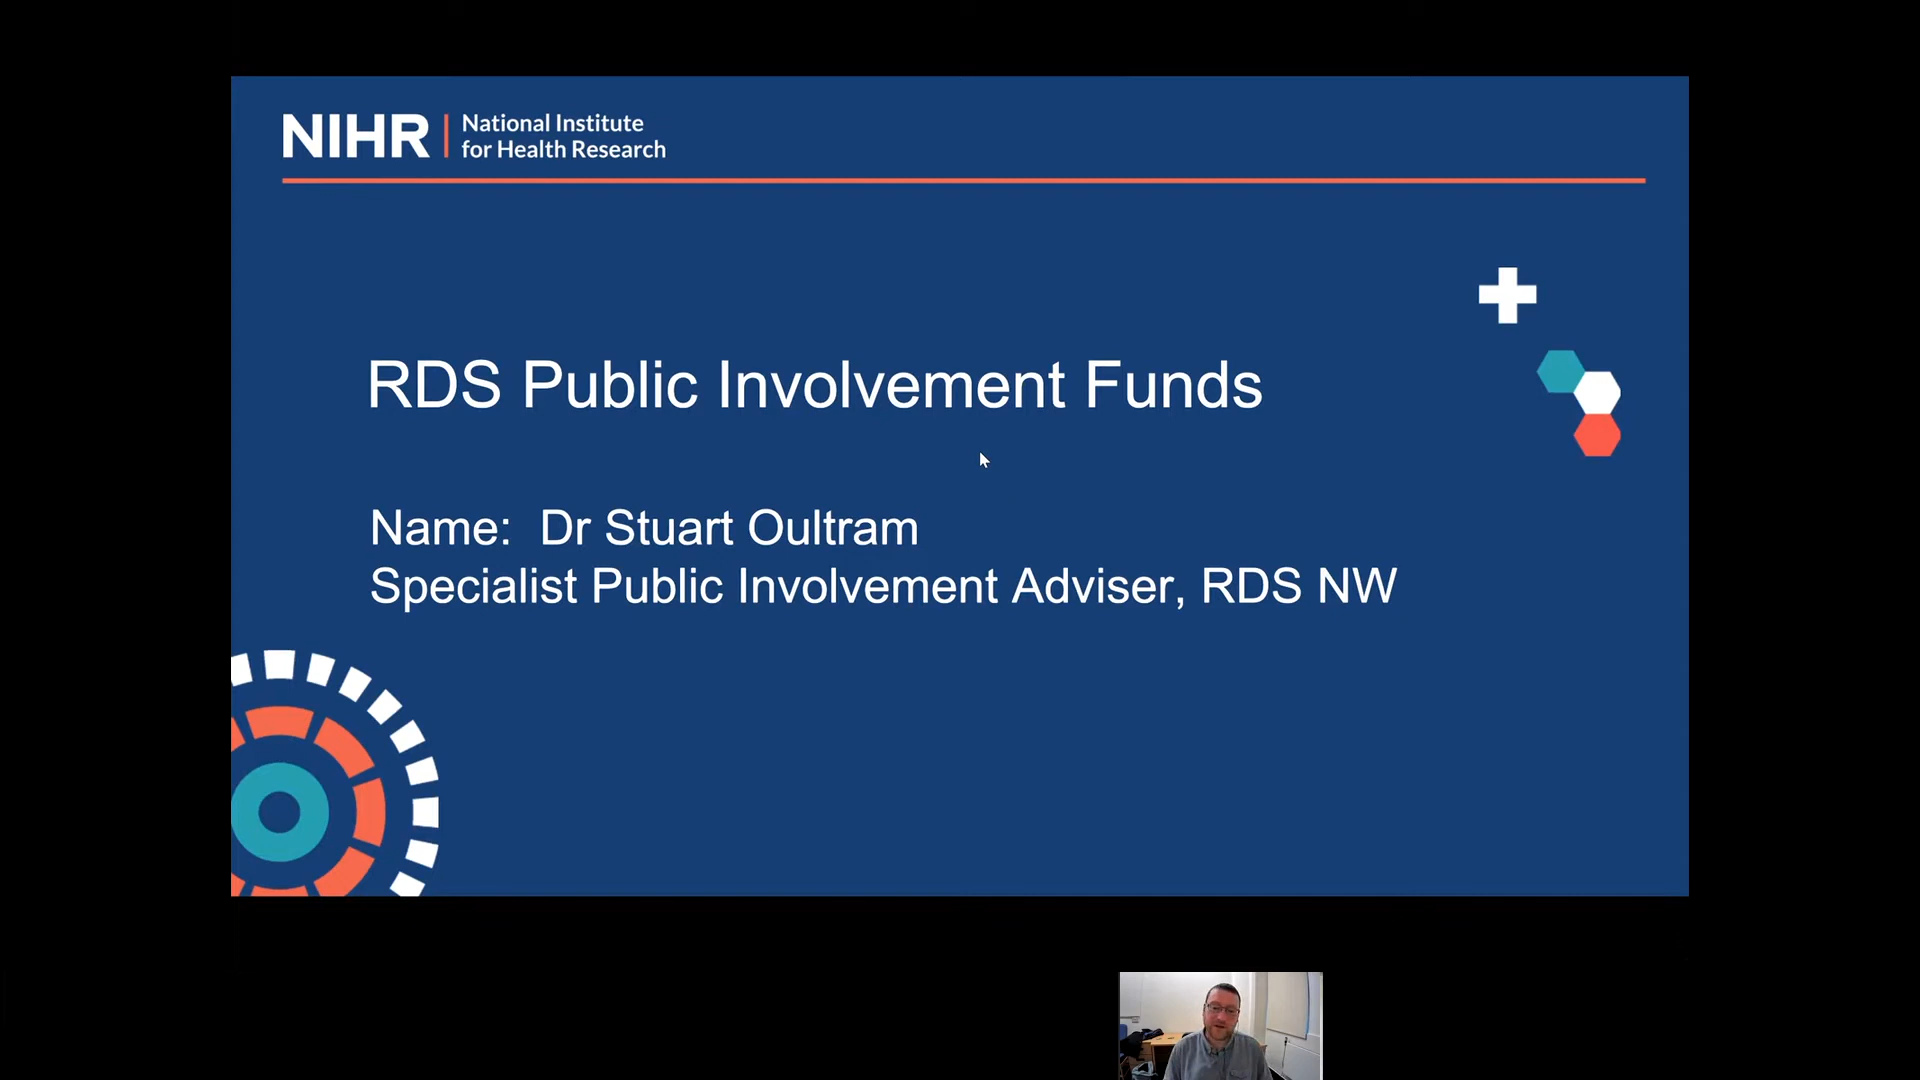 NIHR
National Institute
for Health Research
RDS Public Involvement Funds
Name: Dr Stuart Oultram
Specialist Public Involvement Adviser, RDS NW